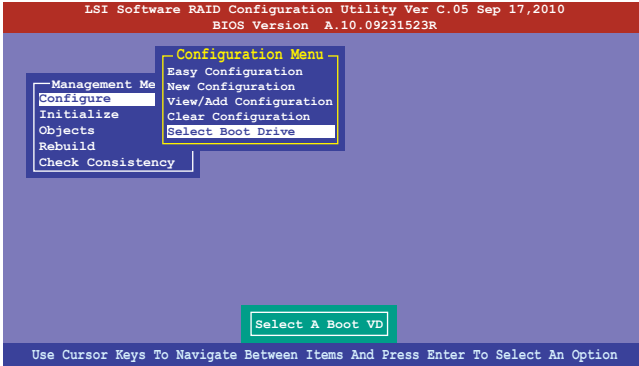 LSI Software RAID Configuration Utility Ver C.05 Sep 17,2010
BIOS Version A.10.09231523R
Configuration Menu
Easy Configuration
New Configuration
View/Add Configuration
Clear Configuration
Select Boot Drive
Management Me
Configure
Initialize
Objects
Rebuild
Check Consistency
Select A Boot VD
Use Cursor Keys To Navigate Between Items And Press Enter To Select An Option